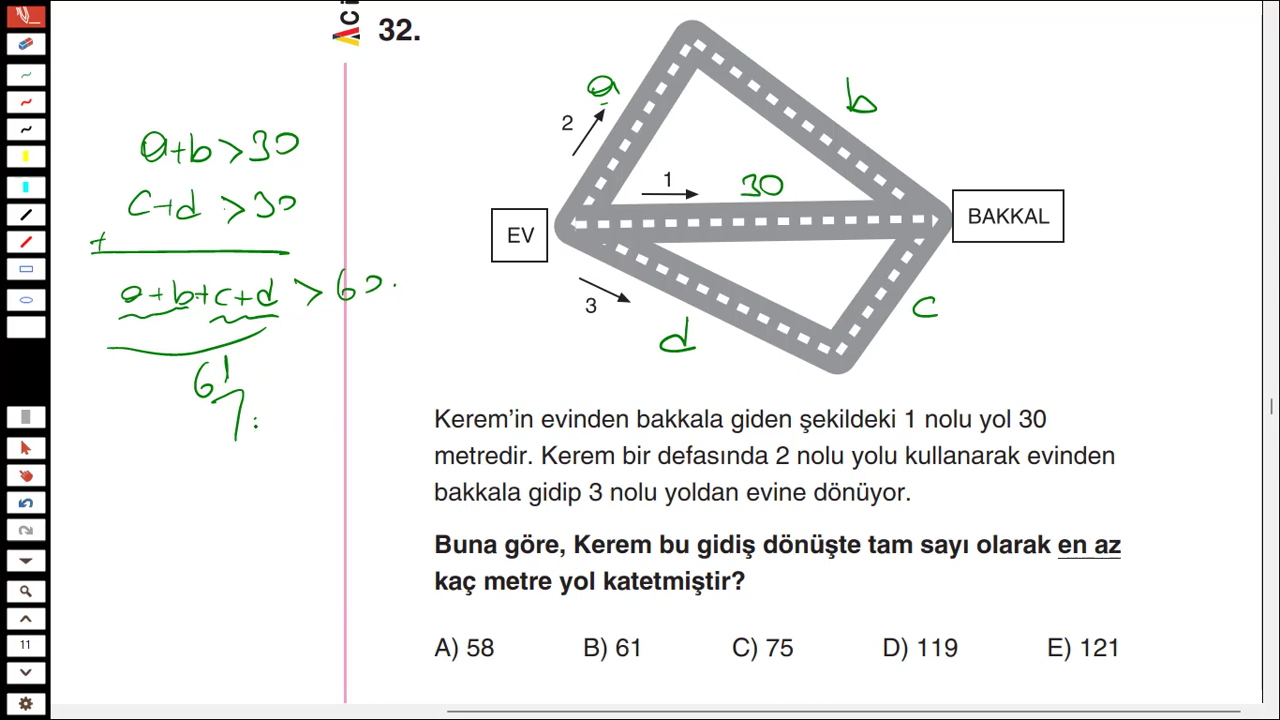 Aci
32.
a
b
2
a+b > 30
1
30
c+d > 30
EV
BAKKAL
+
a+b+c+d > 60.
3
d
c
61
Kerem’in evinden bakkala giden şekildeki 1 nolu yol 30
metredir. Kerem bir defasında 2 nolu yolu kullanarak evinden
bakkala gidip 3 nolu yoldan evine dönüyor.
Buna göre, Kerem bu gidiş dönüşte tam sayı olarak en az
kaç metre yol katetmiştir?
A) 58 B) 61 C) 75 D) 119 E) 121
11